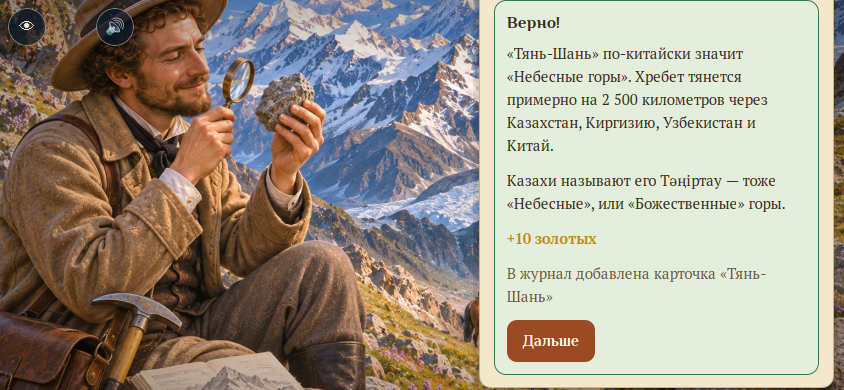 Верно!
«Тянь-Шань» по-китайски значит
«Небесные горы». Хребет тянется
примерно на 2 500 километров через
Казахстан, Киргизию, Узбекистан и
Китай.
Казахи называют его Тәңіртау — тоже
«Небесные», или «Божественные» горы.
+10 золотых
В журнал добавлена карточка «Тянь-
Шань»
Дальше